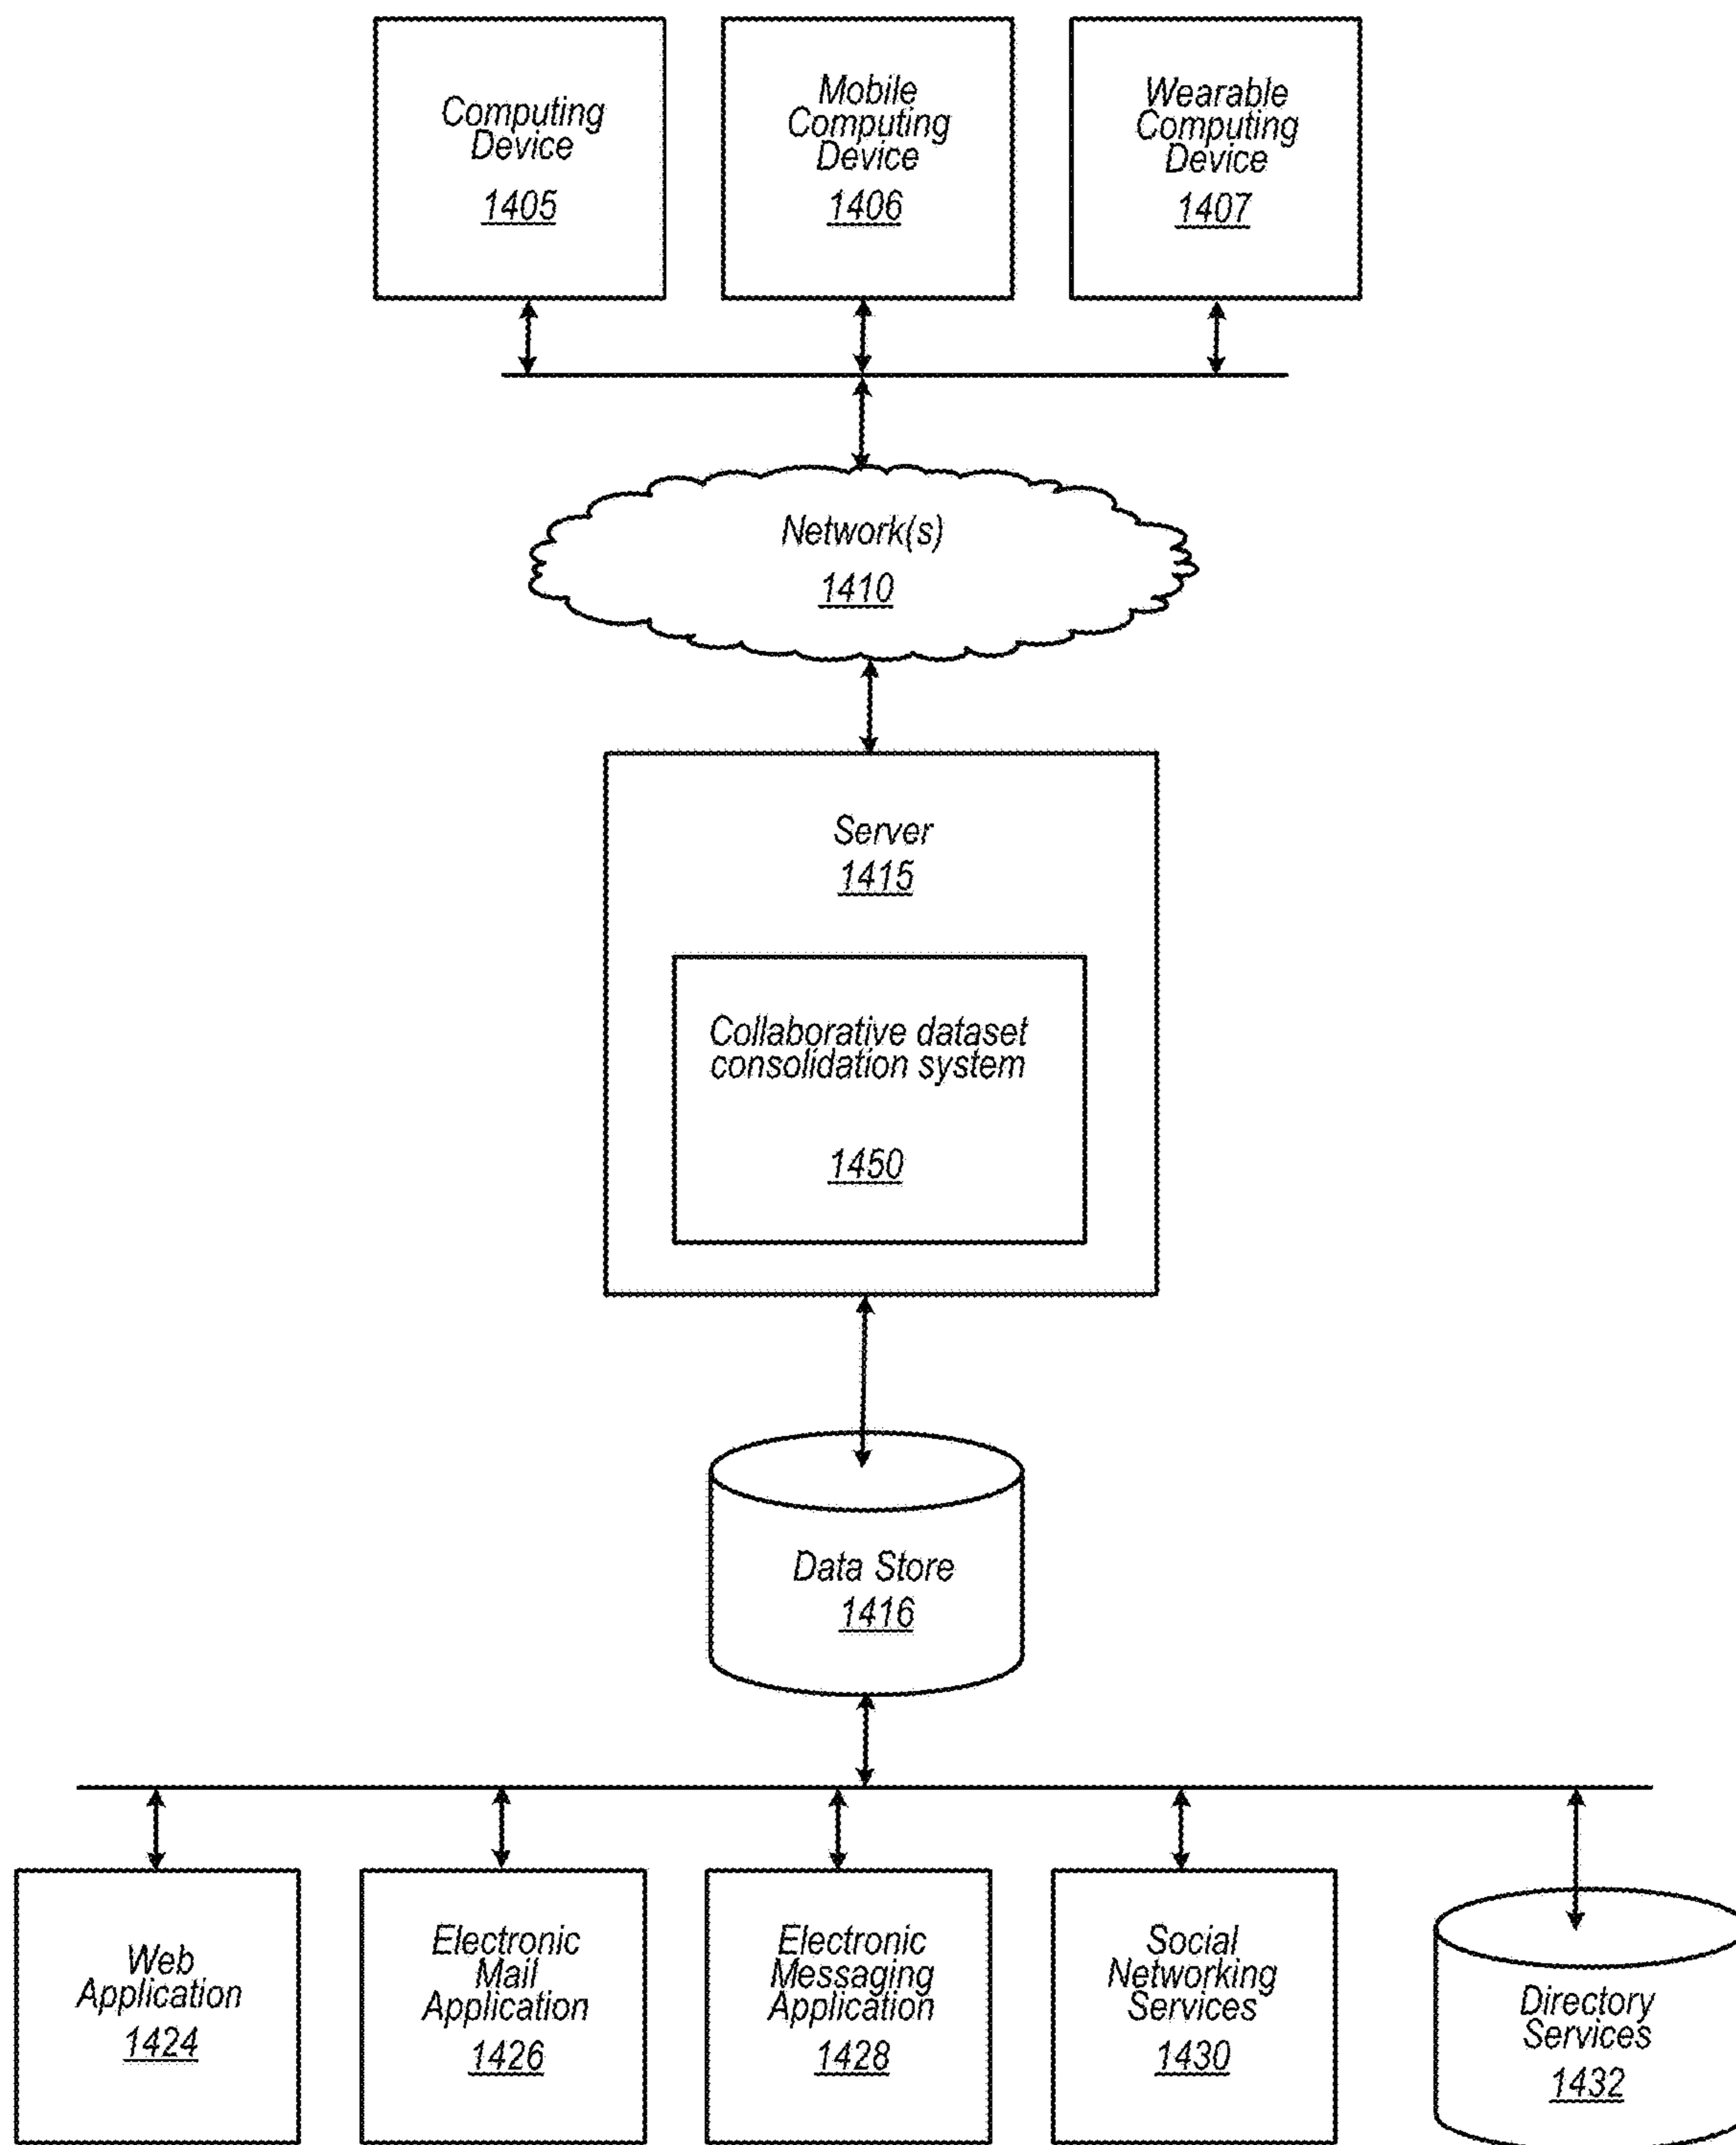 Computing
Device
1405
Mobile
Computing
Device
1406
Wearable
Computing
Device
1407
Network(s)
1410
Server
1415
Collaborative dataset
consolidation system
1450
Data Store
1416
Web
Application
1424
Electronic
Mail
Application
1426
Electronic
Messaging
Application
1428
Social
Networking
Services
1430
Directory
Services
1432